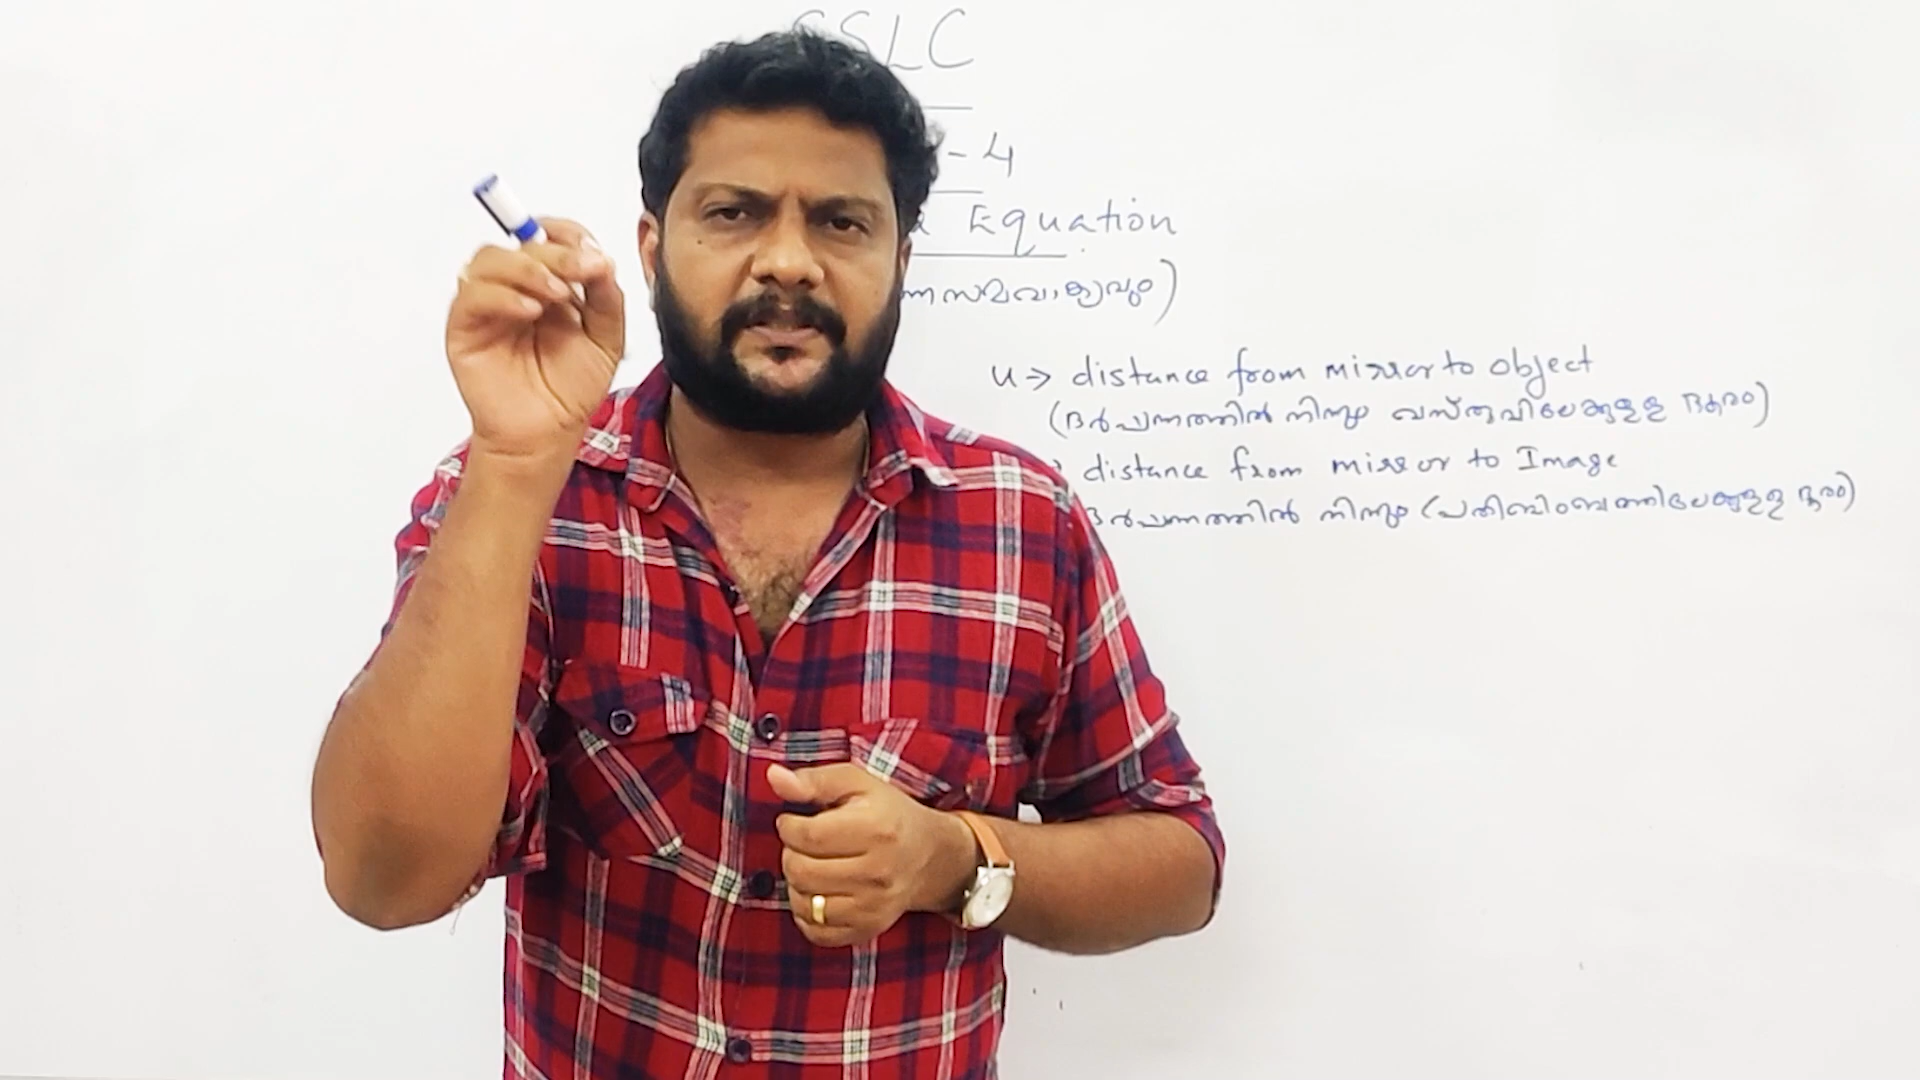 SSLC
- 4
Equation
സമവാക്യവും)
u → distance from mirror to object
(ദർപ്പണത്തിൽ നിന്നും വസ്തുവിലേക്കുള്ള ദൂരം)
distance from mirror to Image
ദർപ്പണത്തിൽ നിന്നും പ്രതിബിംബത്തിലേക്കുള്ള ദൂരം)